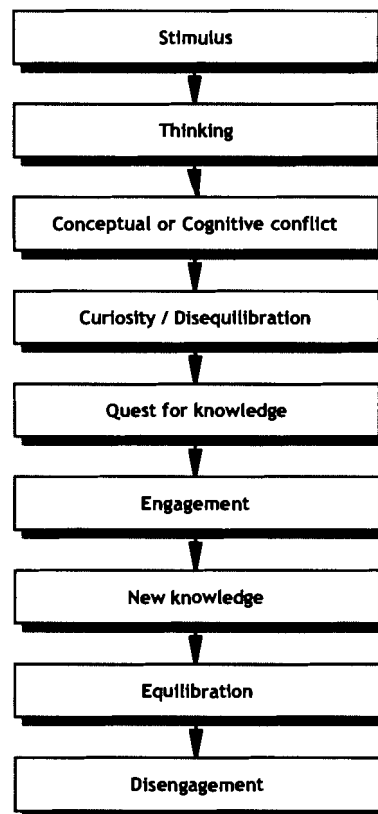 Stimulus
Thinking
Conceptual or Cognitive conflict
Curiosity / Disequilibration
Quest for knowledge
Engagement
New knowledge
Equilibration
Disengagement